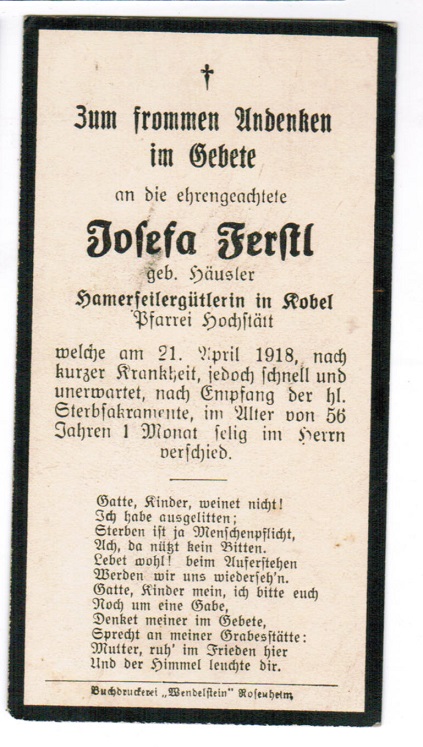 †
Zum frommen Andenken
im Gebete
an die ehrengeachtete
Josefa Ferstl
geb. Häusler
Hamerseilergütlerin in Kobel
Pfarrei Hochstätt
welche am 21. April 1918, nach
kurzer Krankheit, jedoch schnell und
unerwartet, nach Empfang der hl.
Sterbsakramente, im Alter von 56
Jahren 1 Monat selig im Herrn
verschied.
Gatte, Kinder, weinet nicht!
Ich habe ausgelitten;
Sterben ist ja Menschenpflicht,
Ach, da nützt kein Bitten.
Lebet wohl! beim Auferstehen
Werden wir uns wiederseh'n.
Gatte, Kinder mein, ich bitte euch
Noch um eine Gabe,
Denket meiner im Gebete,
Sprecht an meiner Grabesstätte:
Mutter, ruh' im Frieden hier
Und der Himmel leuchte dir.
Buchdruckerei „Wendelstein" Rosenheim.